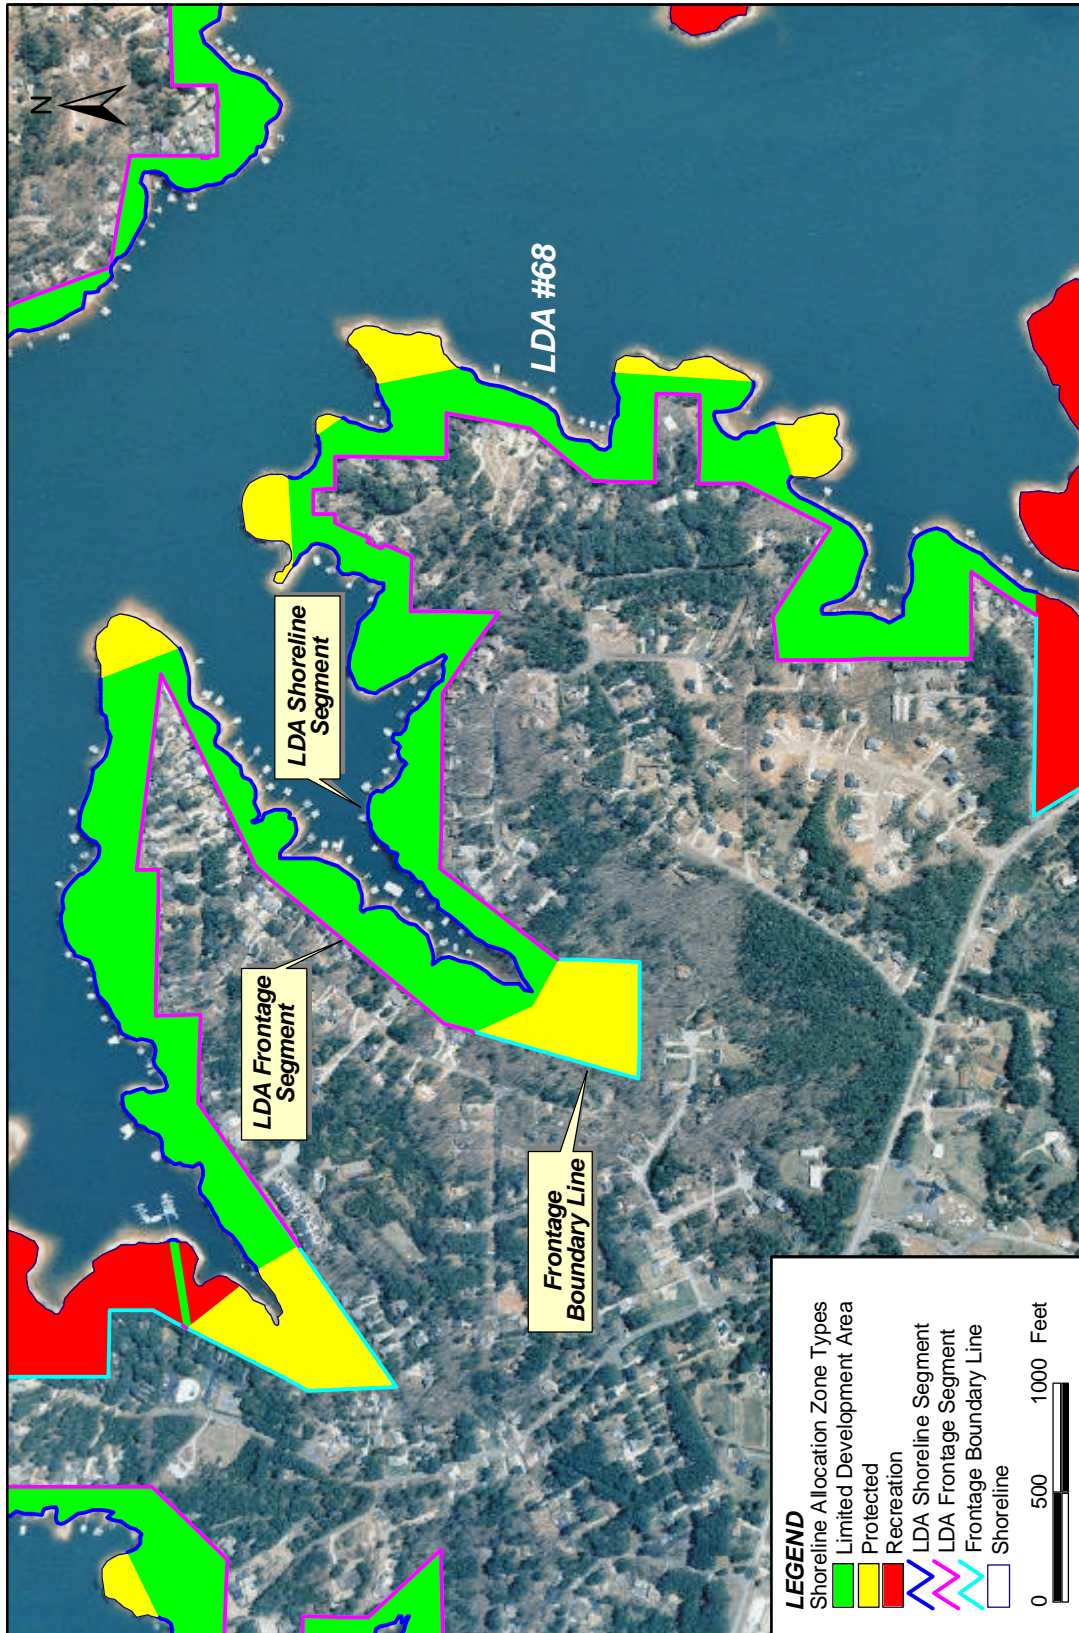 N
LDA #68
LDA Shoreline
Segment
LDA Frontage
Segment
Frontage
Boundary Line
LEGEND
Shoreline Allocation Zone Types
Limited Development Area
Protected
Recreation
LDA Shoreline Segment
LDA Frontage Segment
Frontage Boundary Line
Shoreline
0 500 1000 Feet